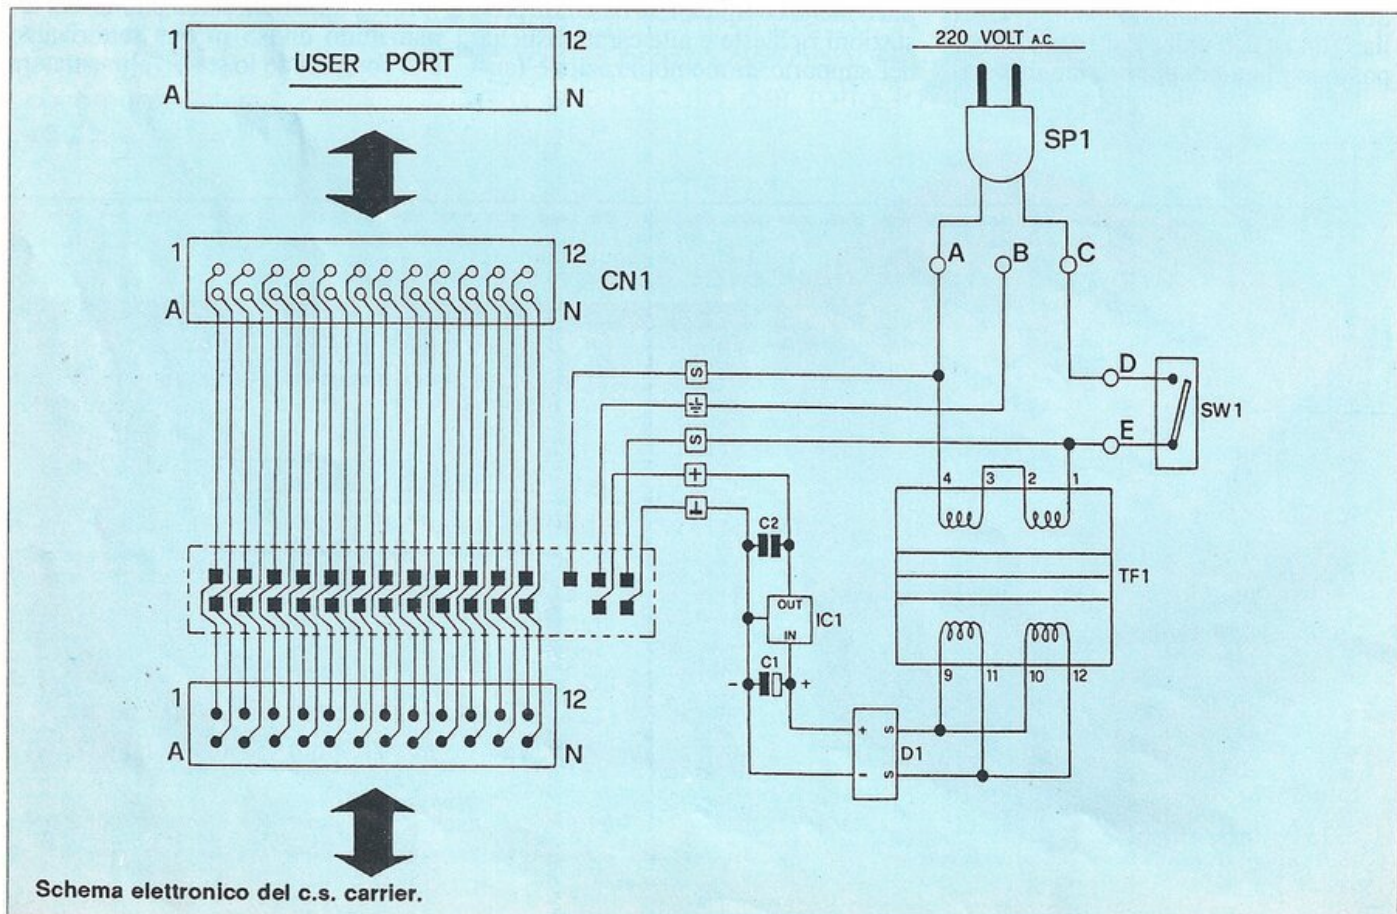 1 12
USER PORT
A N
220 VOLT A.C.
SP1
A B C
1 12
CN1
A N
S
D
SW1
E
S
+
4 3 2 1
C2
TF1
OUT
IC1
IN
C1
- +
9 11 10 12
1 12
A N
+ S
D1
- S
Schema elettronico del c.s. carrier.